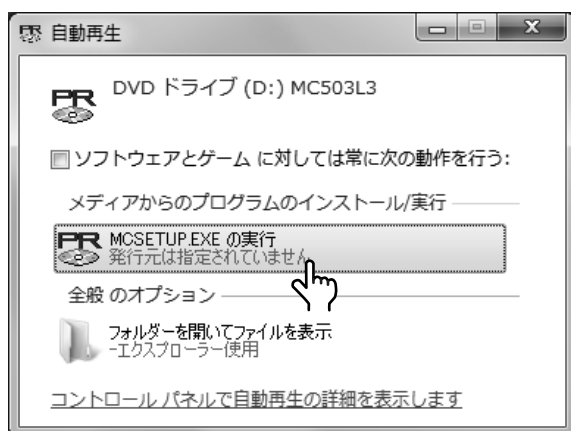 自動再生
DVD ドライブ (D:) MC503L3
ソフトウェアとゲーム に対しては常に次の動作を行う:
メディアからのプログラムのインストール/実行
MCSETUP.EXE の実行
発行元は指定されていません
全般 のオプション
フォルダーを開いてファイルを表示
-エクスプローラー使用
コントロール パネルで自動再生の詳細を表示します
PR
PR